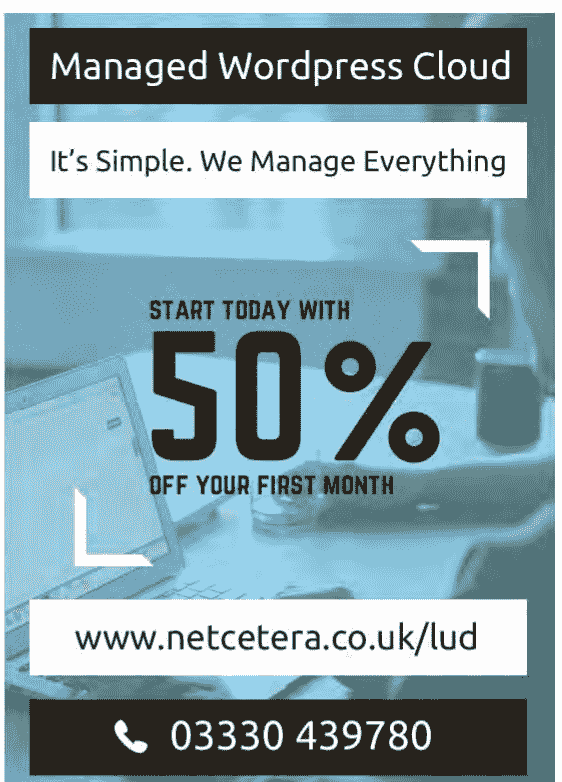 Managed Wordpress Cloud
It's Simple. We Manage Everything
START TODAY WITH
50%
OFF YOUR FIRST MONTH
www.netcetera.co.uk/lud
03330 439780